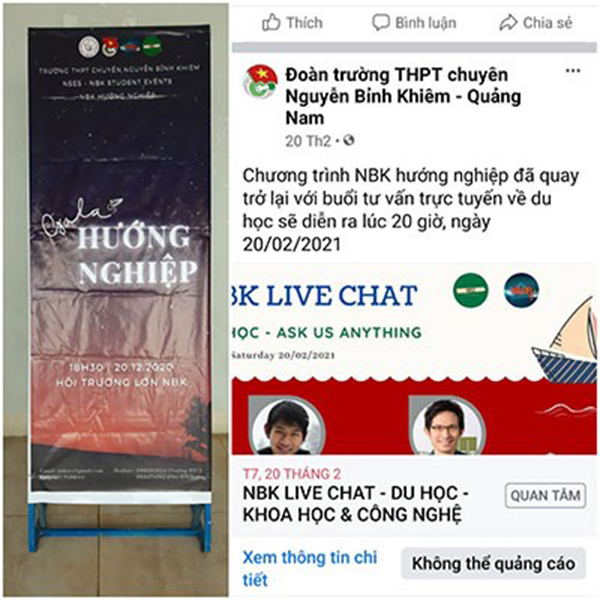 TRƯỜNG THPT CHUYÊN NGUYỄN BỈNH KHIÊM
NSES - NBK STUDENT EVENTS
NBK HƯỚNG NGHIỆP
Gala
HƯỚNG
NGHIỆP
18H30 | 20.12.2020
HỘI TRƯỜNG LỚN NBK
Thích
Bình luận
Chia sẻ
Đoàn trường THPT chuyên
Nguyễn Bỉnh Khiêm - Quảng
Nam
20 Th2
Chương trình NBK hướng nghiệp đã quay
trở lại với buổi tư vấn trực tuyến về du
học sẽ diễn ra lúc 20 giờ, ngày
20/02/2021
BK LIVE CHAT
HỌC - ASK US ANYTHING
Saturday 20/02/2021
T7, 20 THÁNG 2
NBK LIVE CHAT - DU HỌC -
KHOA HỌC & CÔNG NGHỆ
QUAN TÂM
Xem thông tin chi
tiết
Không thể quảng cáo